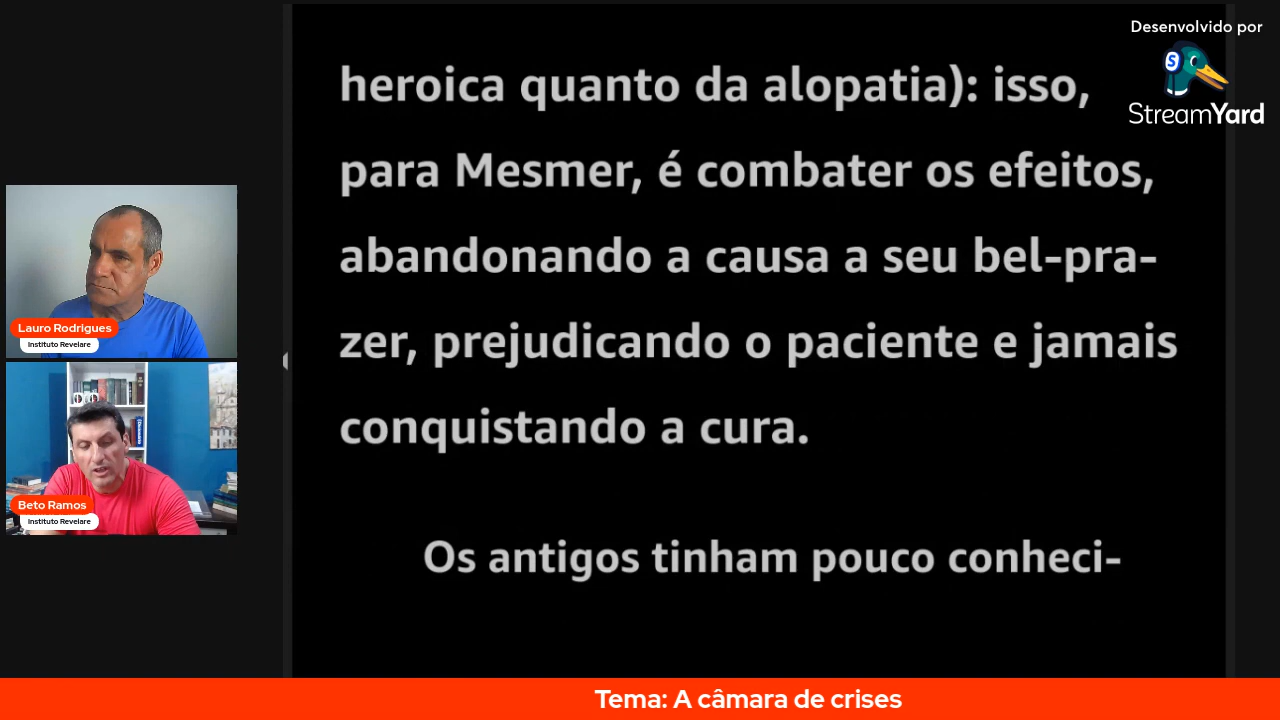 Desenvolvido por
StreamYard
heroica quanto da alopatia): isso,
para Mesmer, é combater os efeitos,
abandonando a causa a seu bel-pra-
zer, prejudicando o paciente e jamais
conquistando a cura.
Os antigos tinham pouco conheci-
Lauro Rodrigues
Instituto Revelare
Beto Ramos
Instituto Revelare
Tema: A câmara de crises